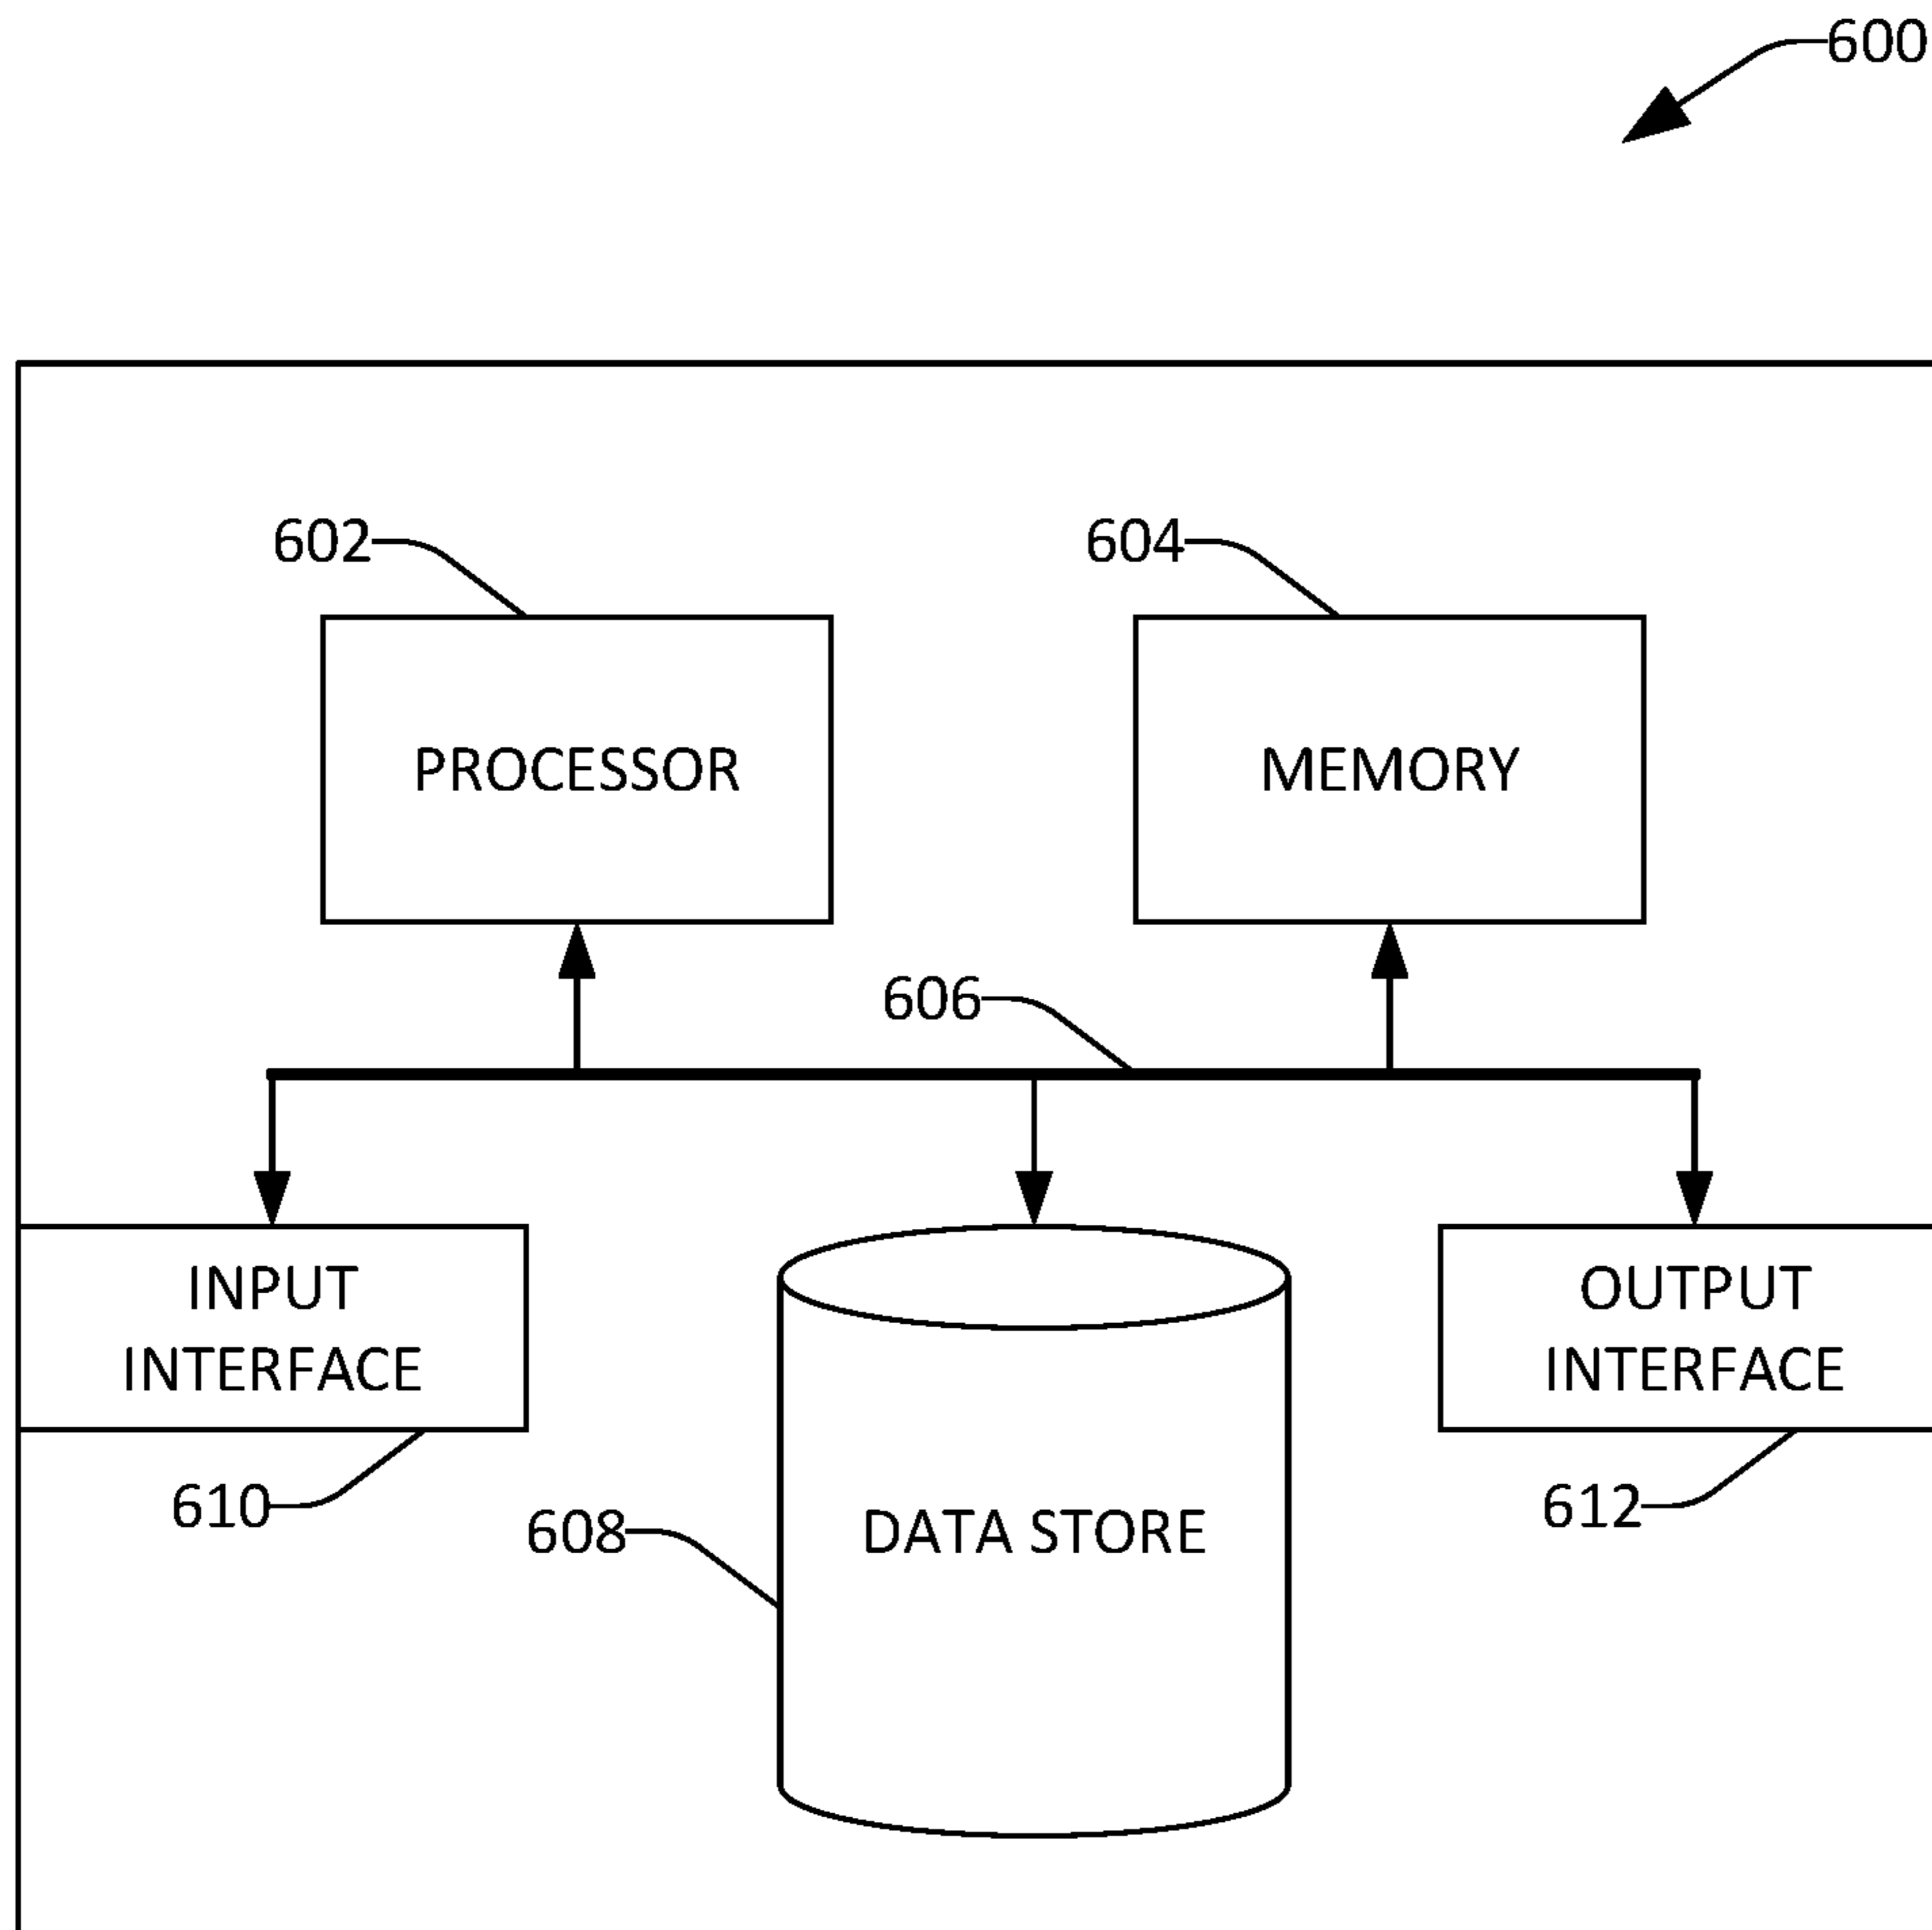 600
602
604
PROCESSOR
MEMORY
606
INPUT
INTERFACE
OUTPUT
INTERFACE
610
608
DATA STORE
612